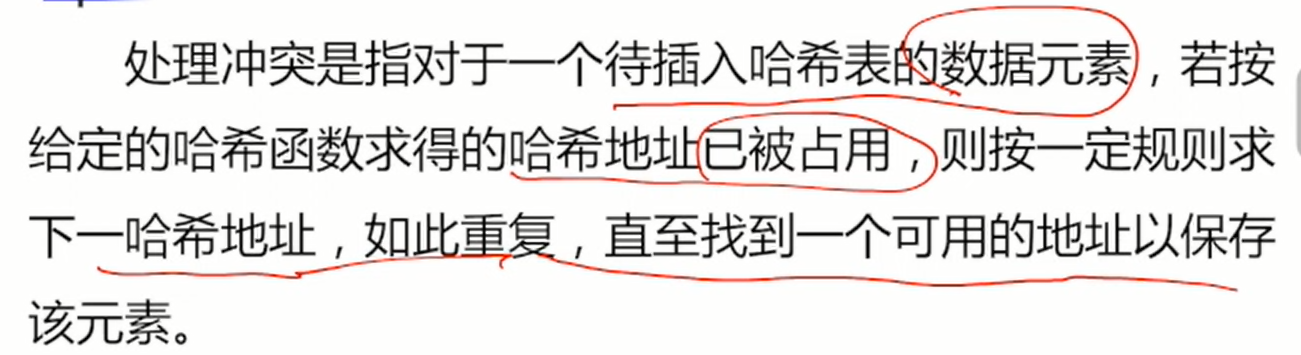 处理冲突是指对于一个待插入哈希表的数据元素，若按
给定的哈希函数求得的哈希地址已被占用，则按一定规则求
下一哈希地址，如此重复，直至找到一个可用的地址以保存
该元素。